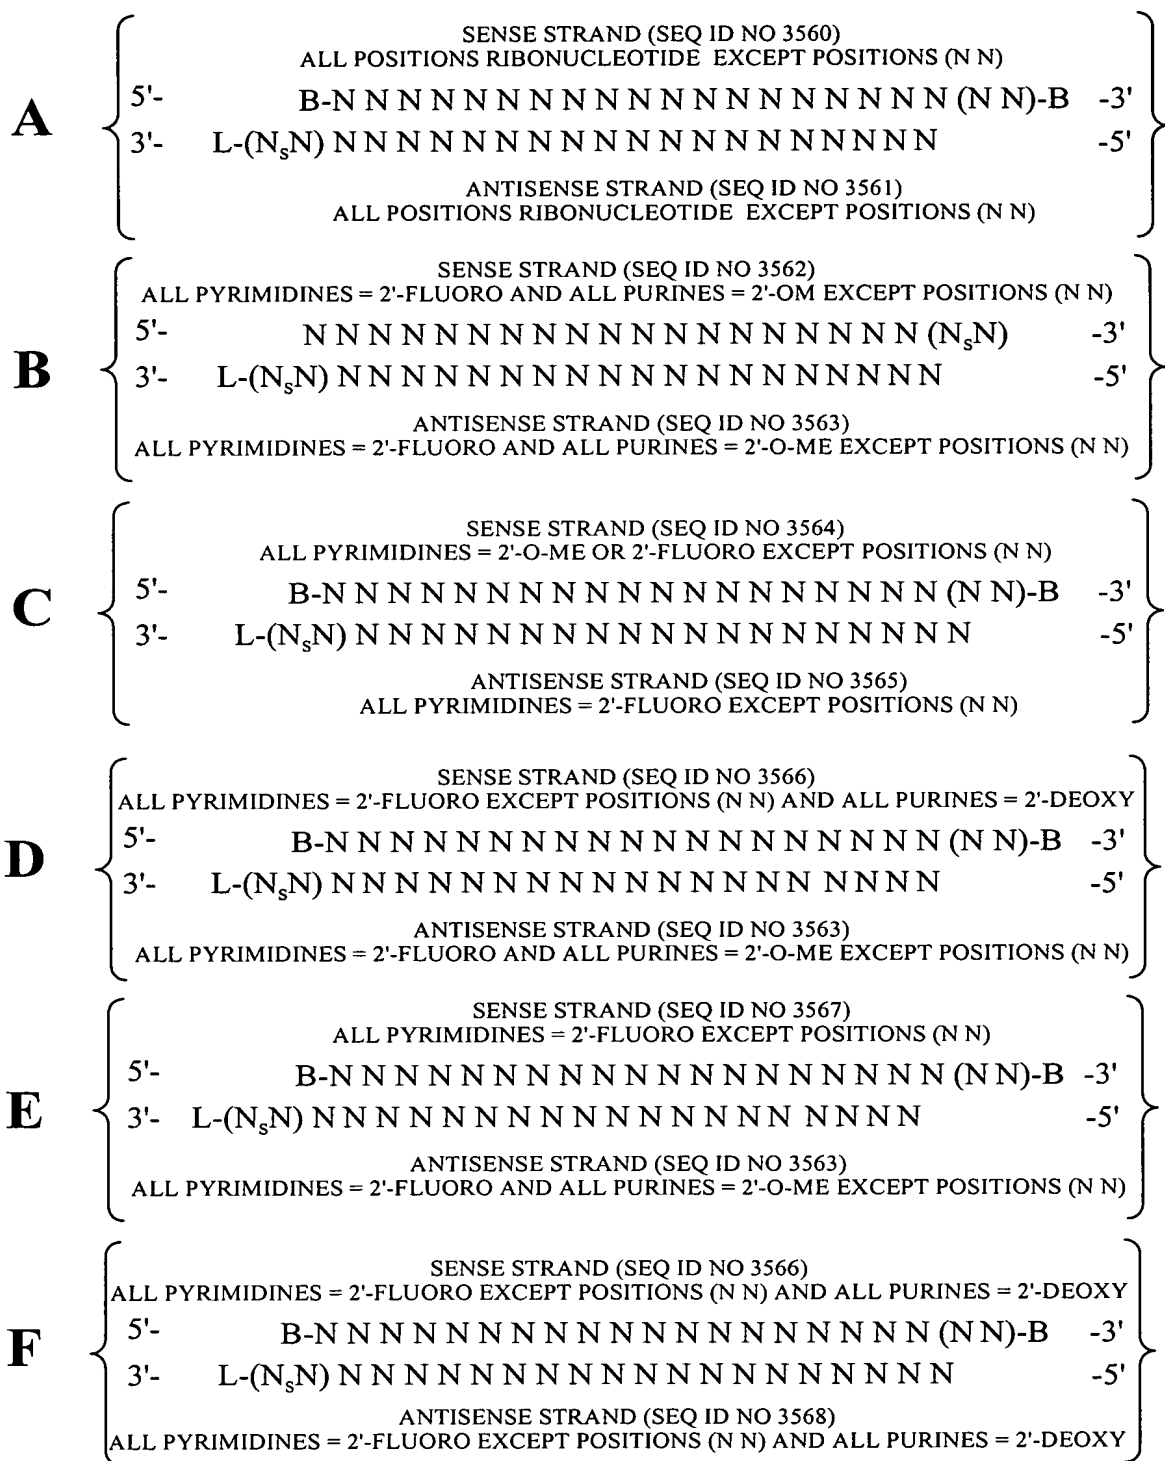 A
SENSE STRAND (SEQ ID NO 3560)
ALL POSITIONS RIBONUCLEOTIDE EXCEPT POSITIONS (N N)
5'- B-N N N N N N N N N N N N N N N N N N N (N N)-B -3'
3'- L-(NsN) N N N N N N N N N N N N N N N N N N N -5'
ANTISENSE STRAND (SEQ ID NO 3561)
ALL POSITIONS RIBONUCLEOTIDE EXCEPT POSITIONS (N N)
B
SENSE STRAND (SEQ ID NO 3562)
ALL PYRIMIDINES = 2'-FLUORO AND ALL PURINES = 2'-OM EXCEPT POSITIONS (N N)
5'- N N N N N N N N N N N N N N N N N N N (NsN) -3'
3'- L-(NsN) N N N N N N N N N N N N N N N N N N N -5'
ANTISENSE STRAND (SEQ ID NO 3563)
ALL PYRIMIDINES = 2'-FLUORO AND ALL PURINES = 2'-O-ME EXCEPT POSITIONS (N N)
C
SENSE STRAND (SEQ ID NO 3564)
ALL PYRIMIDINES = 2'-O-ME OR 2'-FLUORO EXCEPT POSITIONS (N N)
5'- B-N N N N N N N N N N N N N N N N N N N (N N)-B -3'
3'- L-(NsN) N N N N N N N N N N N N N N N N N N N -5'
ANTISENSE STRAND (SEQ ID NO 3565)
ALL PYRIMIDINES = 2'-FLUORO EXCEPT POSITIONS (N N)
D
SENSE STRAND (SEQ ID NO 3566)
ALL PYRIMIDINES = 2'-FLUORO EXCEPT POSITIONS (N N) AND ALL PURINES = 2'-DEOXY
5'- B-N N N N N N N N N N N N N N N N N N N (N N)-B -3'
3'- L-(NsN) N N N N N N N N N N N N N N N N N N N -5'
ANTISENSE STRAND (SEQ ID NO 3563)
ALL PYRIMIDINES = 2'-FLUORO AND ALL PURINES = 2'-O-ME EXCEPT POSITIONS (N N)
E
SENSE STRAND (SEQ ID NO 3567)
ALL PYRIMIDINES = 2'-FLUORO EXCEPT POSITIONS (N N)
5'- B-N N N N N N N N N N N N N N N N N N N (N N)-B -3'
3'- L-(NsN) N N N N N N N N N N N N N N N N N N N -5'
ANTISENSE STRAND (SEQ ID NO 3563)
ALL PYRIMIDINES = 2'-FLUORO AND ALL PURINES = 2'-O-ME EXCEPT POSITIONS (N N)
F
SENSE STRAND (SEQ ID NO 3566)
ALL PYRIMIDINES = 2'-FLUORO EXCEPT POSITIONS (N N) AND ALL PURINES = 2'-DEOXY
5'- B-N N N N N N N N N N N N N N N N N N N (N N)-B -3'
3'- L-(NsN) N N N N N N N N N N N N N N N N N N N -5'
ANTISENSE STRAND (SEQ ID NO 3568)
ALL PYRIMIDINES = 2'-FLUORO EXCEPT POSITIONS (N N) AND ALL PURINES = 2'-DEOXY